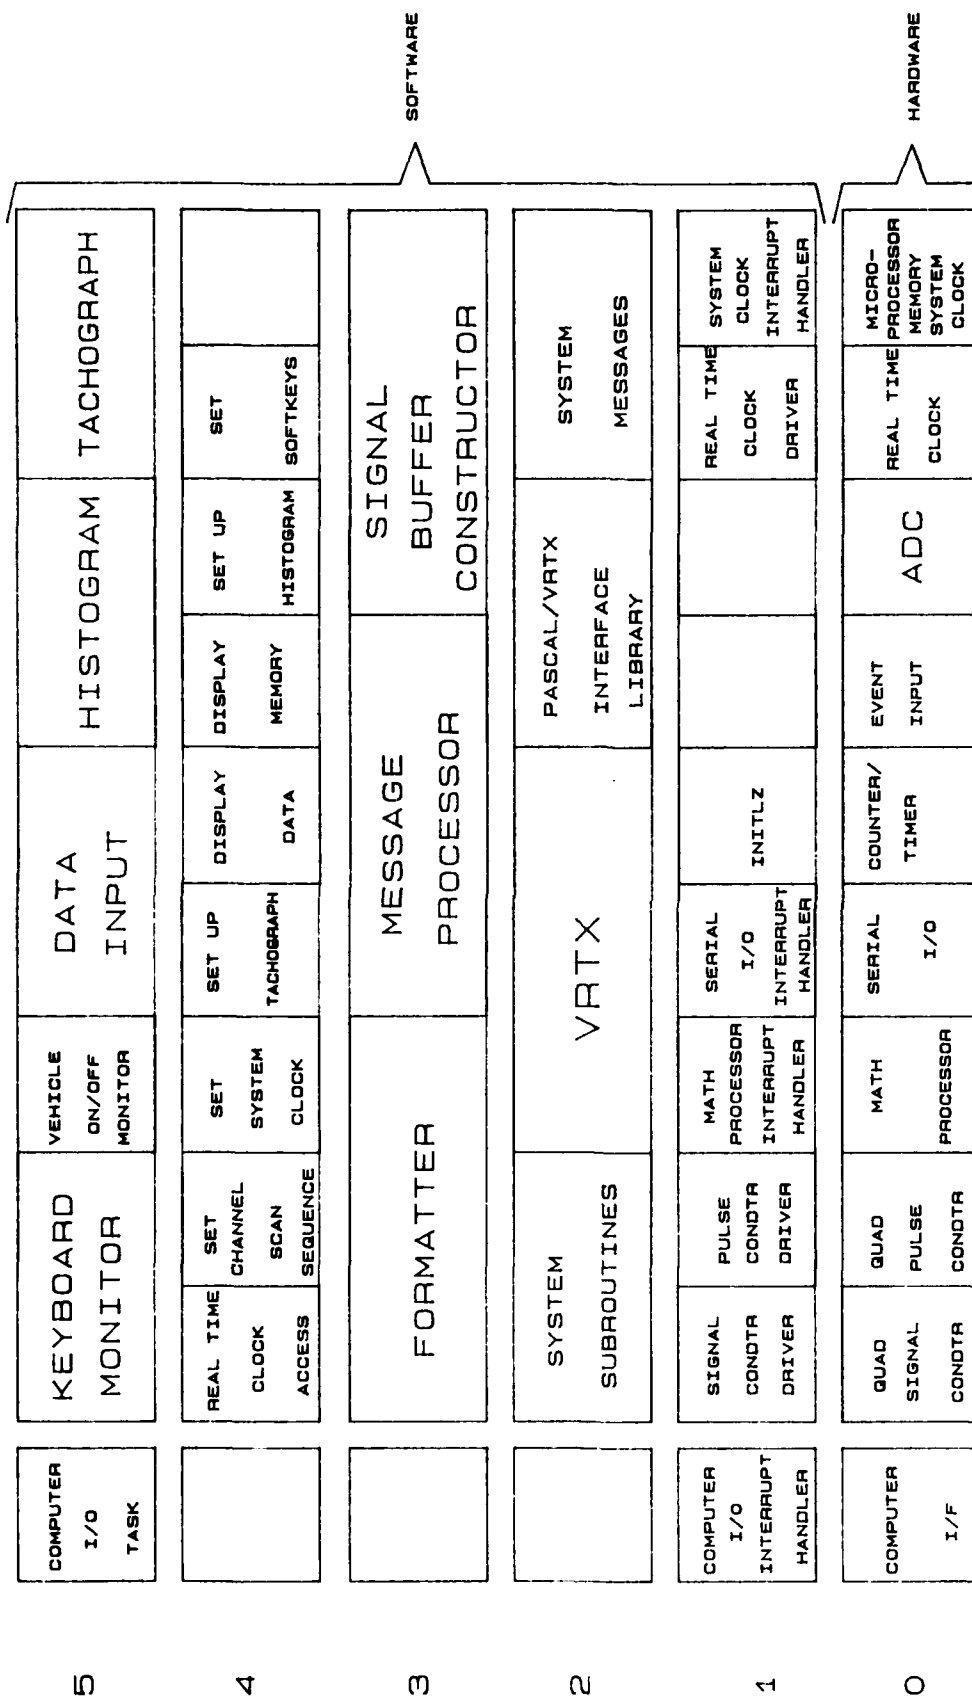 5
COMPUTER
I/O
TASK
KEYBOARD
MONITOR
VEHICLE
ON/OFF
MONITOR
DATA
INPUT
HISTOGRAM
TACHOGRAPH
4
REAL TIME
CLOCK
ACCESS
SET
CHANNEL
SCAN
SEQUENCE
SET
SYSTEM
CLOCK
SET UP
TACHOGRAPH
DISPLAY
DATA
DISPLAY
MEMORY
SET UP
HISTOGRAM
SET
SOFTKEYS
3
FORMATTER
MESSAGE
PROCESSOR
SIGNAL
BUFFER
CONSTRUCTOR
SOFTWARE
2
SYSTEM
SUBROUTINES
VRTX
PASCAL/VRTX
INTERFACE
LIBRARY
SYSTEM
MESSAGES
1
COMPUTER
I/O
INTERRUPT
HANDLER
SIGNAL
CONDTR
DRIVER
PULSE
CONDTR
DRIVER
MATH
PROCESSOR
INTERRUPT
HANDLER
SERIAL
I/O
INTERRUPT
HANDLER
INITLZ
REAL TIME
CLOCK
DRIVER
SYSTEM
CLOCK
INTERRUPT
HANDLER
0
COMPUTER
I/F
QUAD
SIGNAL
CONDTR
QUAD
PULSE
CONDTR
MATH
PROCESSOR
SERIAL
I/O
COUNTER/
TIMER
EVENT
INPUT
ADC
REAL TIME
CLOCK
MICRO-
PROCESSOR
MEMORY
SYSTEM
CLOCK
HARDWARE